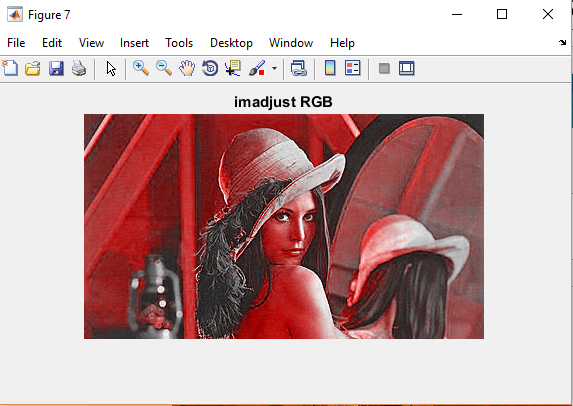 Figure 7
File Edit View Insert Tools Desktop Window Help
imadjust RGB